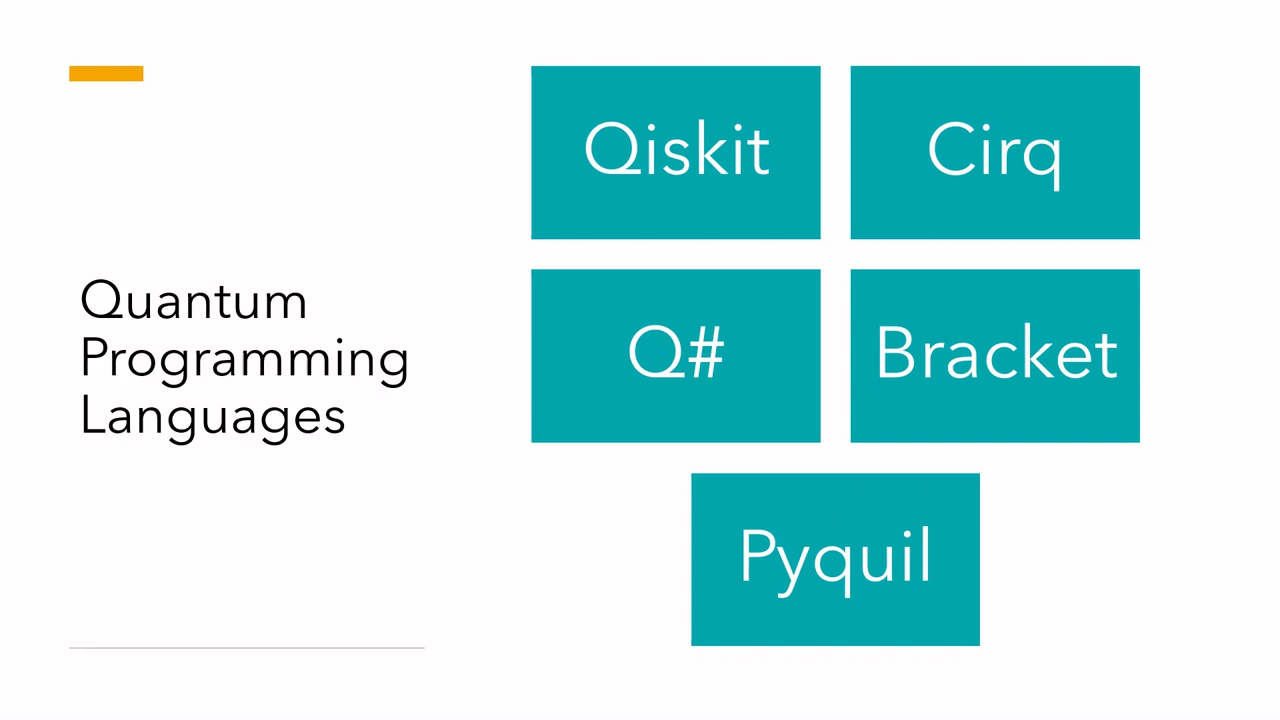 Quantum
Programming
Languages
Qiskit
Cirq
Q#
Bracket
Pyquil